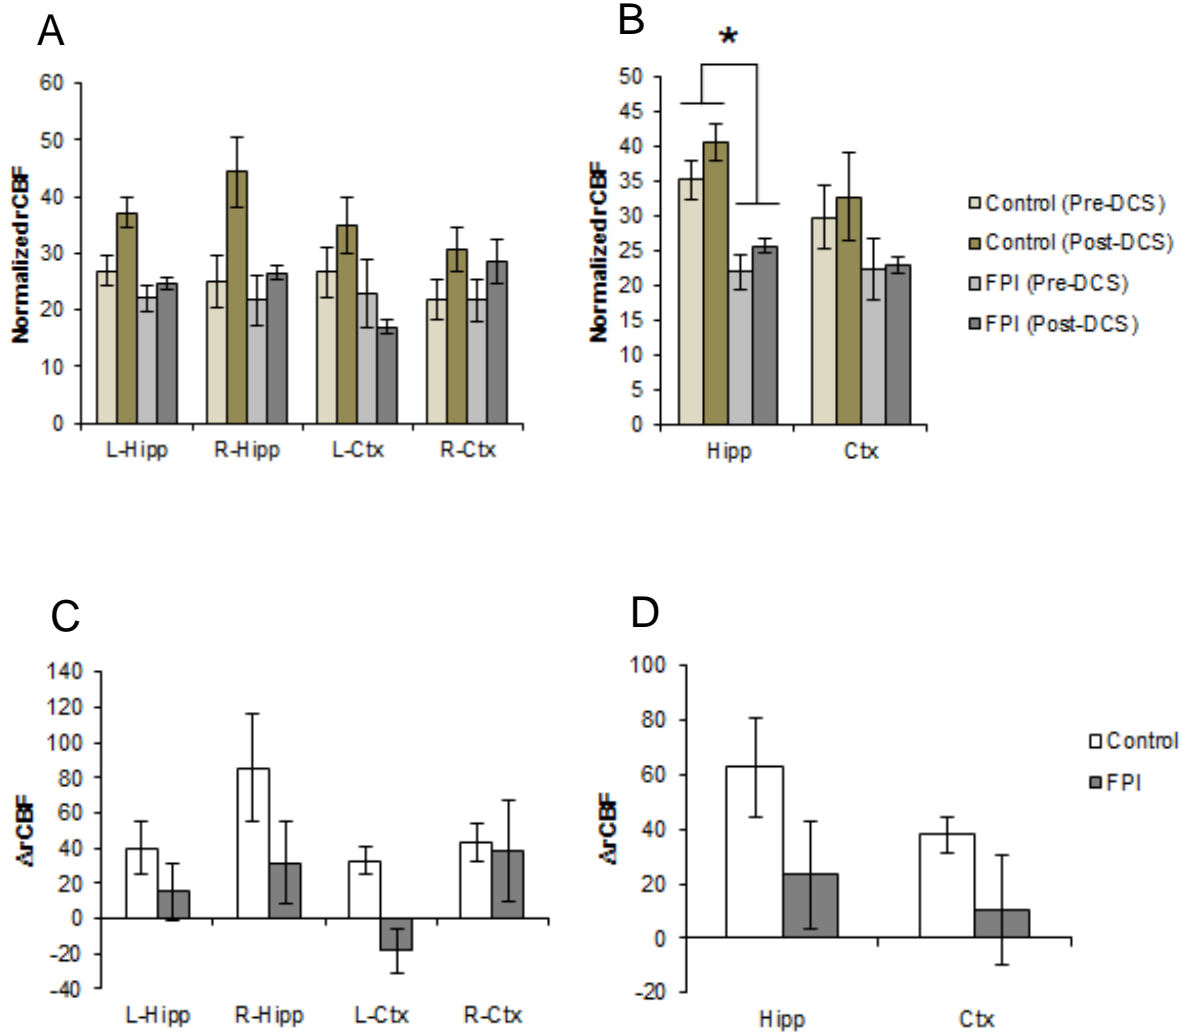 A
60
50
40
30
20
10
0
Normalized rCBF
L-Hipp R-Hipp L-Ctx R-Ctx
B
*
50
45
40
35
30
25
20
15
10
5
0
Normalized rCBF
Hipp Ctx
Control (Pre-DCS)
Control (Post-DCS)
FPI (Pre-DCS)
FPI (Post-DCS)
C
140
120
100
80
60
40
20
0
-20
-40
ΔrCBF
L-Hipp R-Hipp L-Ctx R-Ctx
D
100
80
60
40
20
0
-20
ΔrCBF
Hipp Ctx
Control
FPI